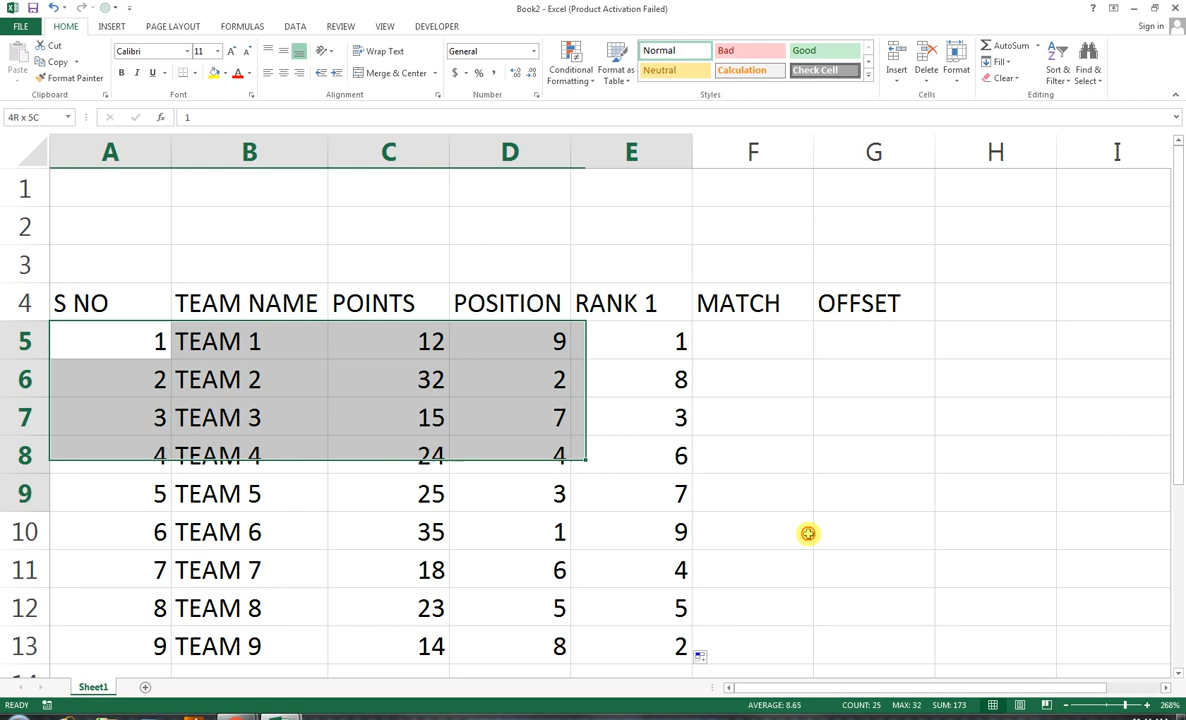 Book2 - Excel (Product Activation Failed)
FILE HOME INSERT PAGE LAYOUT FORMULAS DATA REVIEW VIEW DEVELOPER Sign in
Paste Cut Copy Format Painter Clipboard
Calibri 11 B I U A Font
Wrap Text Merge & Center Alignment
General $ % , Number
Conditional Formatting Format as Table Normal Bad Good Neutral Calculation Check Cell Styles
Insert Delete Format Cells
AutoSum Fill Clear Sort & Filter Find & Select Editing
4R x 5C fx 1
A B C D E F G H I
1
2
3
4 S NO TEAM NAME POINTS POSITION RANK 1 MATCH OFFSET
5 1 TEAM 1 12 9 1
6 2 TEAM 2 32 2 8
7 3 TEAM 3 15 7 3
8 4 TEAM 4 24 4 6
9 5 TEAM 5 25 3 7
10 6 TEAM 6 35 1 9
11 7 TEAM 7 18 6 4
12 8 TEAM 8 23 5 5
13 9 TEAM 9 14 8 2
Sheet1
READY AVERAGE: 8.65 COUNT: 25 MAX: 32 SUM: 173 268%